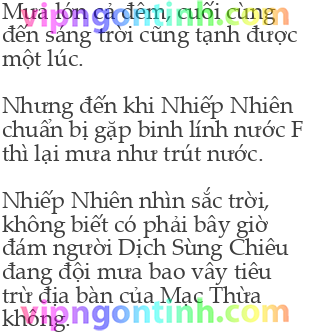 Mưa lớn cả đêm, cuối cùng
vipngontinh.com
đến sáng trời cũng tạnh được
một lúc.
Nhưng đến khi Nhiếp Nhiên
chuẩn bị gặp binh lính nước F
thì lại mưa như trút nước.
Nhiếp Nhiên nhìn sắc trời,
không biết có phải bây giờ
đám người Dịch Sùng Chiêu
đang đội mưa bao vây tiêu
trừ địa bàn của Mạc Thừa
không.
vipngontinh.com